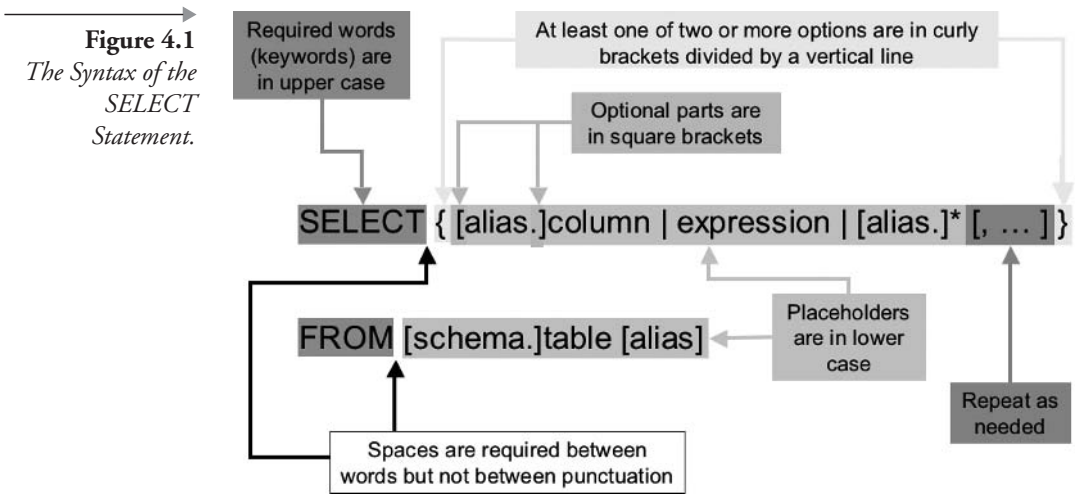 Figure 4.1
The Syntax of the
SELECT
Statement.
Required words
(keywords) are
in upper case
At least one of two or more options are in curly
brackets divided by a vertical line
Optional parts are
in square brackets
SELECT { [alias.]column | expression | [alias.]* [, … ] }
FROM [schema.]table [alias]
Placeholders
are in lower
case
Repeat as
needed
Spaces are required between
words but not between punctuation